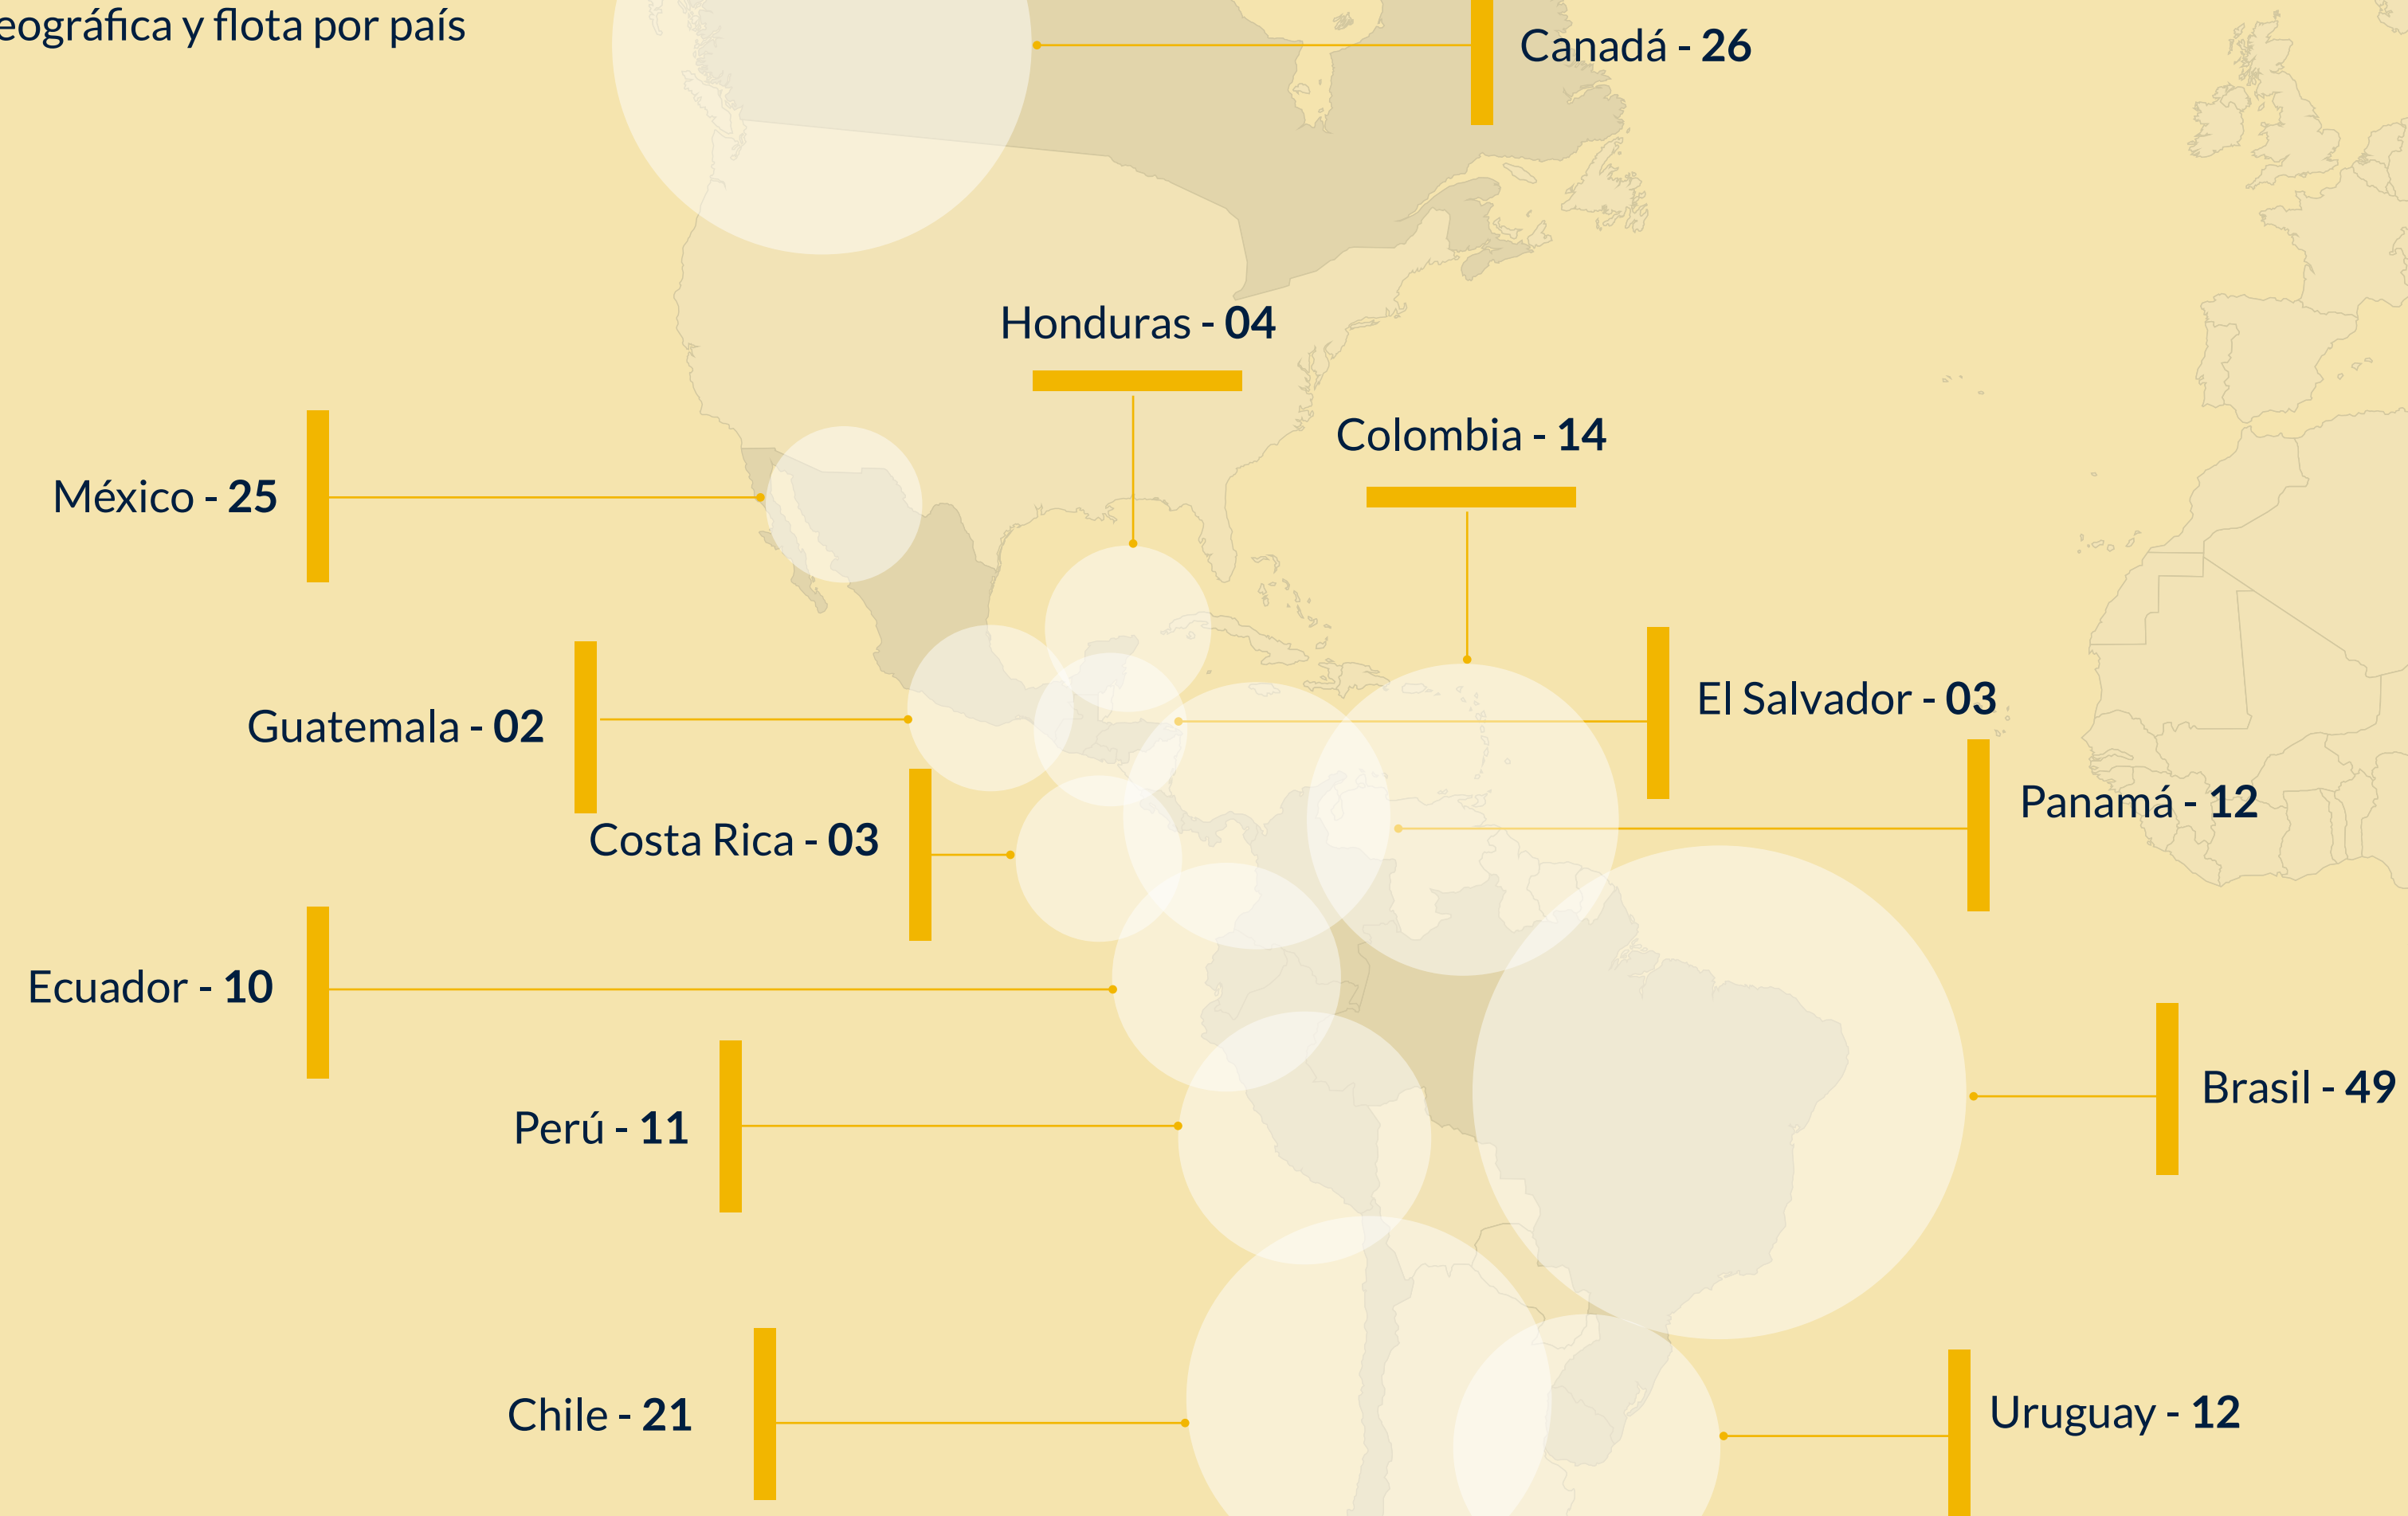 y flota por país
Canadá - 26
Honduras - 04
Colombia - 14
México - 25
El Salvador - 03
Guatemala - 02
Panamá - 12
Costa Rica - 03
Ecuador - 10
Brasil - 49
Perú - 11
Chile - 21
Uruguay - 12